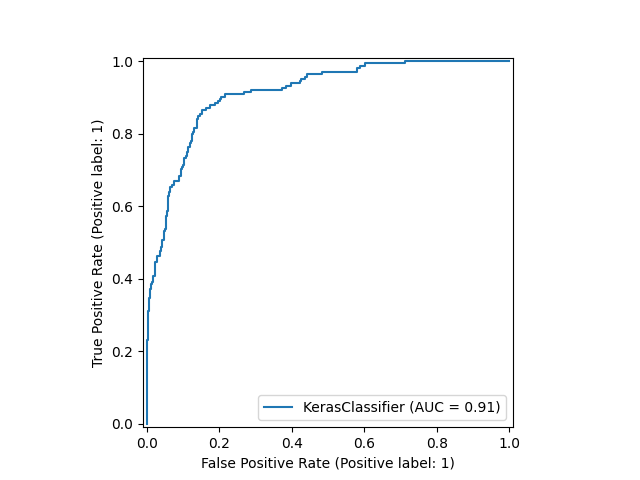 1.0
0.8
0.6
0.4
0.2
0.0
True Positive Rate (Positive label: 1)
KerasClassifier (AUC = 0.91)
0.0 0.2 0.4 0.6 0.8 1.0
False Positive Rate (Positive label: 1)